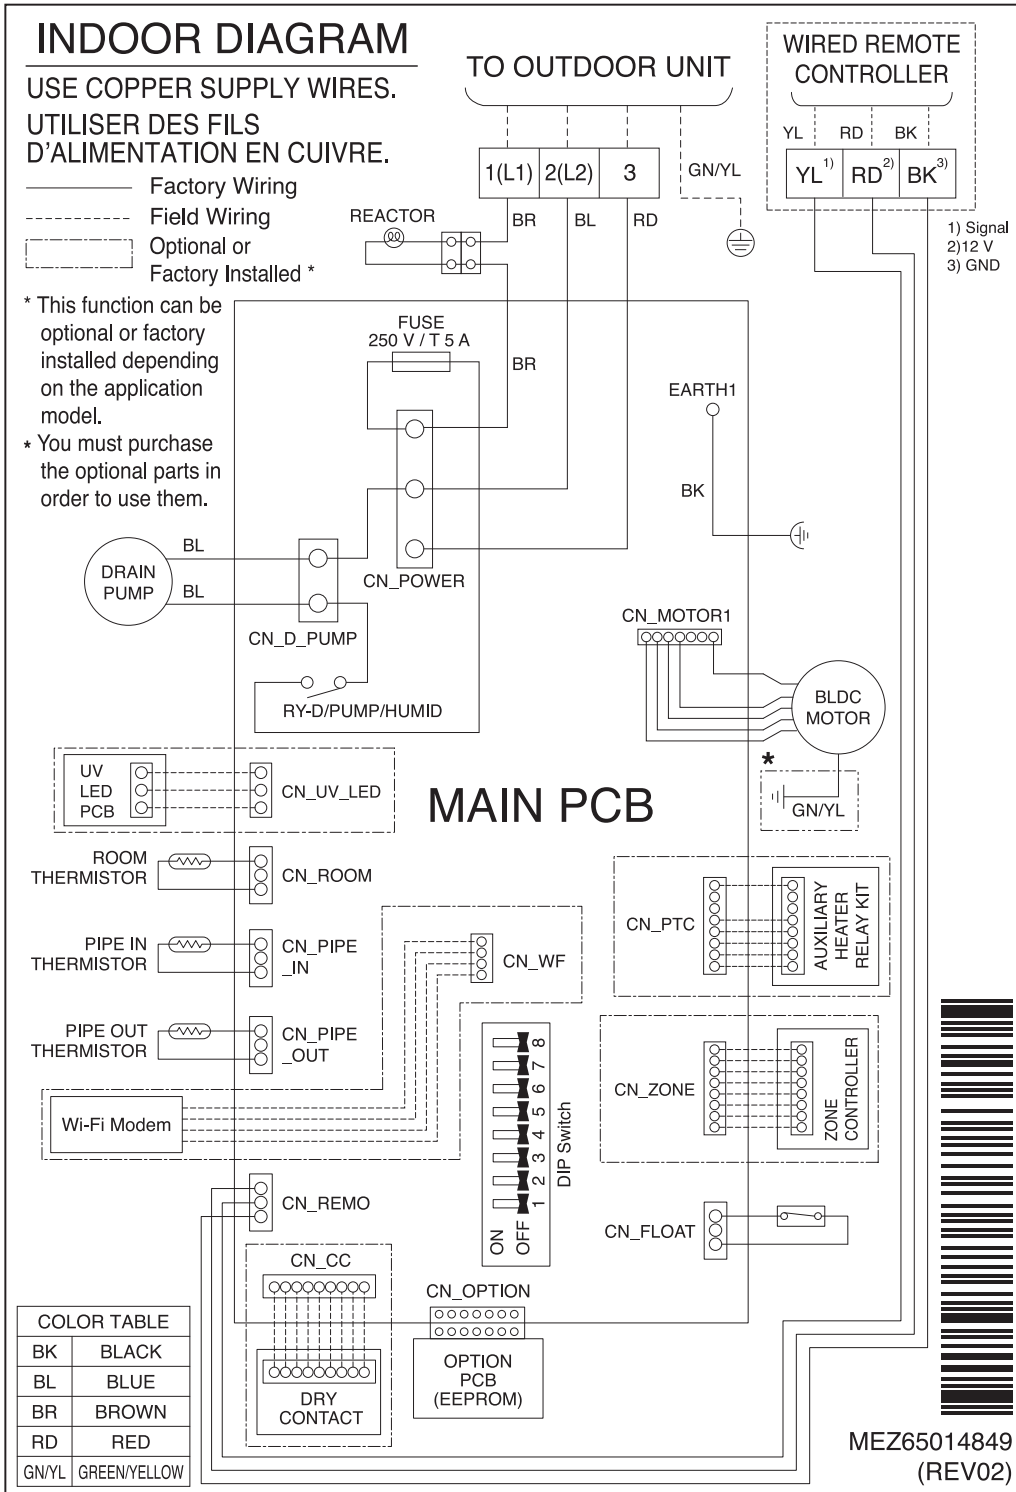 INDOOR DIAGRAM
USE COPPER SUPPLY WIRES.
UTILISER DES FILS
D'ALIMENTATION EN CUIVRE.
Factory Wiring
Field Wiring
Optional or
Factory Installed *
* This function can be
optional or factory
installed depending
on the application
model.
* You must purchase
the optional parts in
order to use them.
TO OUTDOOR UNIT
1(L1) 2(L2) 3
GN/YL
BR BL RD
REACTOR
WIRED REMOTE
CONTROLLER
YL RD BK
YL1) RD2) BK3)
1) Signal
2)12 V
3) GND
FUSE
250 V / T 5 A
BR
EARTH1
BK
CN_POWER
DRAIN
PUMP
BL
BL
CN_D_PUMP
RY-D/PUMP/HUMID
CN_MOTOR1
BLDC
MOTOR
*
GN/YL
UV
LED
PCB
CN_UV_LED
MAIN PCB
ROOM
THERMISTOR
CN_ROOM
PIPE IN
THERMISTOR
CN_PIPE
_IN
PIPE OUT
THERMISTOR
CN_PIPE
_OUT
CN_WF
Wi-Fi Modem
CN_PTC
AUXILIARY
HEATER
RELAY KIT
CN_ZONE
ZONE
CONTROLLER
8
7
6
5
4
3
2
1
ON
OFF
DIP Switch
CN_REMO
CN_FLOAT
CN_CC
DRY
CONTACT
CN_OPTION
OPTION
PCB
(EEPROM)
COLOR TABLE
BK BLACK
BL BLUE
BR BROWN
RD RED
GN/YL GREEN/YELLOW
MEZ65014849
(REV02)